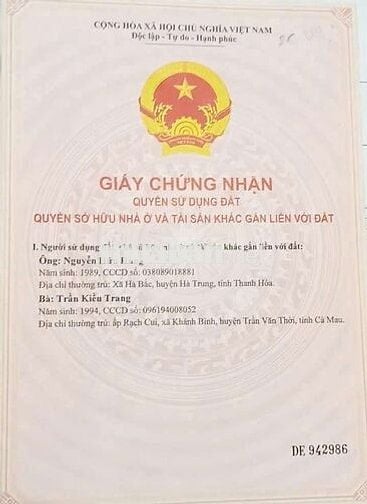 CỘNG HÒA XÃ HỘI CHỦ NGHĨA VIỆT NAM
Độc lập - Tự do - Hạnh phúc
GIẤY CHỨNG NHẬN
QUYỀN SỬ DỤNG ĐẤT
QUYỀN SỞ HỮU NHÀ Ở VÀ TÀI SẢN KHÁC GẮN LIỀN VỚI ĐẤT
I. Người sử dụng khác gắn liền với đất:
Ông: Nguyễn
Năm sinh: 1989, CCCD số: 038089018881
Địa chỉ thường trú: Xã Hà Bắc, huyện Hà Trung, tỉnh Thanh Hóa.
Bà: Trần Kiều Trang
Năm sinh: 1994, CCCD số: 096194008052
Địa chỉ thường trú: ấp Rạch Cui, xã Khánh Bình, huyện Trần Văn Thời, tỉnh Cà Mau.
DE 942986